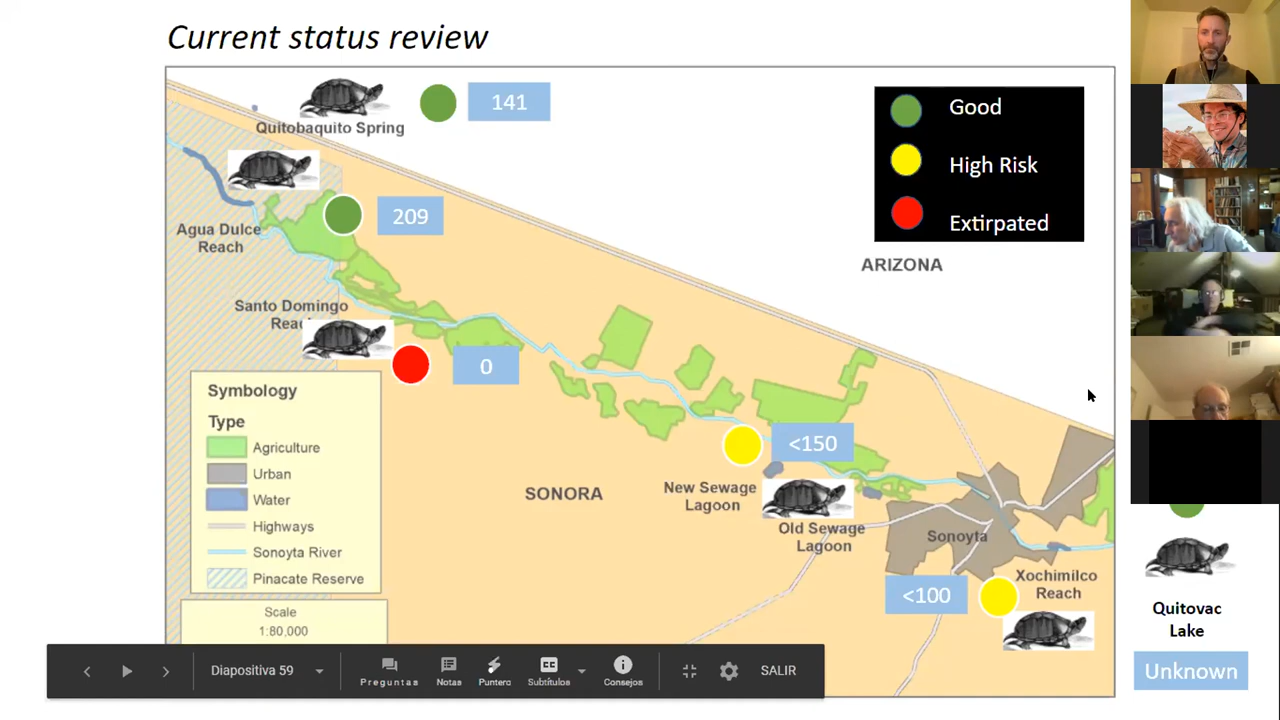 Current status review
141
Quitobaquito Spring
Good
High Risk
Extirpated
209
Agua Dulce
Reach
ARIZONA
Santo Domingo
0
Symbology
Type
Agriculture
Urban
Water
Highways
Sonoyta River
Pinacate Reserve
Scale
1:80,000
SONORA
<150
New Sewage
Lagoon
Old Sewage
Lagoon
Sonoyta
<100
Xochimilco
Reach
Quitovac
Lake
Unknown
Diapositiva 59
Preguntas
Notas
Puntero
Subtítulos
Consejos
SALIR